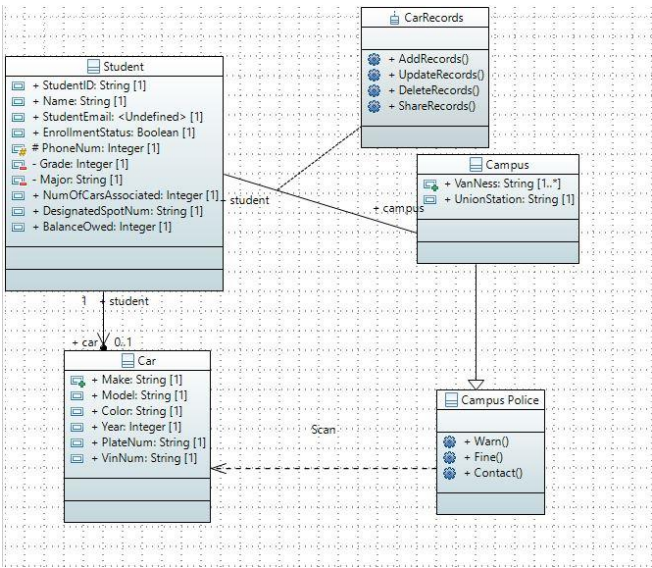 CarRecords
+ AddRecords()
+ UpdateRecords()
+ DeleteRecords()
+ ShareRecords()
Student
+ StudentID: String [1]
+ Name: String [1]
+ StudentEmail: <Undefined> [1]
+ EnrollmentStatus: Boolean [1]
# PhoneNum: Integer [1]
- Grade: Integer [1]
- Major: String [1]
+ NumOfCarsAssociated: Integer [1]
+ DesignatedSpotNum: String [1]
+ BalanceOwed: Integer [1]
Campus
+ VanNess: String [1..*]
+ UnionStation: String [1]
- student
+ campus
1 + student
+ car 0..1
Car
+ Make: String [1]
+ Model: String [1]
+ Color: String [1]
+ Year: Integer [1]
+ PlateNum: String [1]
+ VinNum: String [1]
Scan
Campus Police
+ Warn()
+ Fine()
+ Contact()